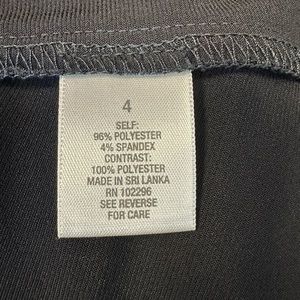 4
SELF:
96% POLYESTER
4% SPANDEX
CONTRAST:
100% POLYESTER
MADE IN SRI LANKA
RN 102296
SEE REVERSE
FOR CARE